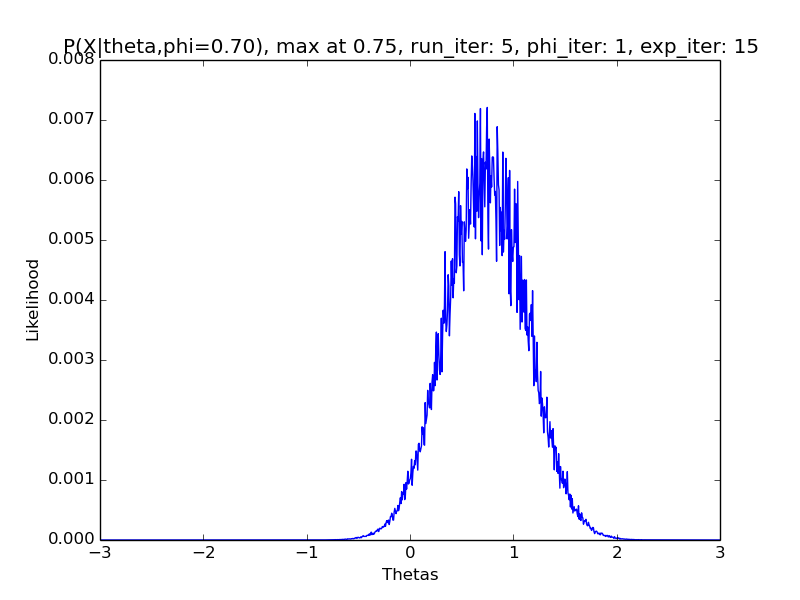 P(X|theta,phi=0.70), max at 0.75, run_iter: 5, phi_iter: 1, exp_iter: 15
0.008
0.007
0.006
0.005
0.004
0.003
0.002
0.001
0.000
Likelihood
−3 −2 −1 0 1 2 3
Thetas